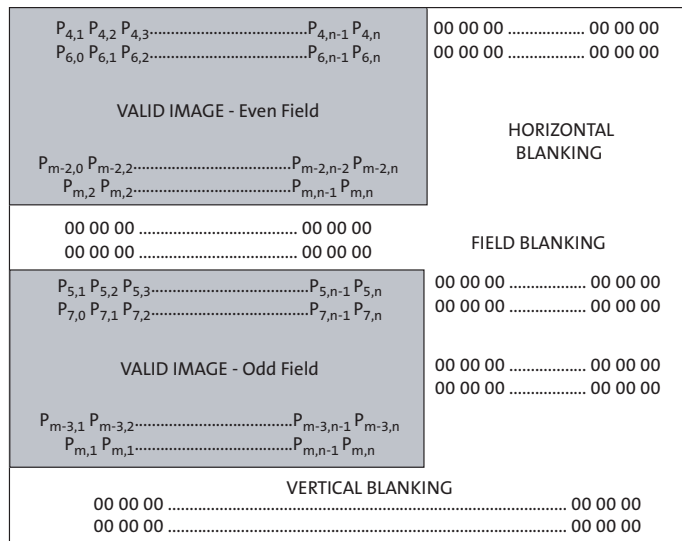 P4,1 P4,2 P4,3.....................................P4,n-1 P4,n 00 00 00 .................. 00 00 00
P6,0 P6,1 P6,2.....................................P6,n-1 P6,n 00 00 00 .................. 00 00 00
VALID IMAGE - Even Field
HORIZONTAL
BLANKING
Pm-2,0 Pm-2,2.....................................Pm-2,n-2 Pm-2,n
Pm,2 Pm,2.....................................Pm,n-1 Pm,n
00 00 00 ..................................... 00 00 00
00 00 00 ..................................... 00 00 00
FIELD BLANKING
P5,1 P5,2 P5,3.....................................P5,n-1 P5,n 00 00 00 .................. 00 00 00
P7,0 P7,1 P7,2.....................................P7,n-1 P7,n 00 00 00 .................. 00 00 00
VALID IMAGE - Odd Field
00 00 00 .................. 00 00 00
00 00 00 .................. 00 00 00
Pm-3,1 Pm-3,2.....................................Pm-3,n-1 Pm-3,n
Pm,1 Pm,1.....................................Pm,n-1 Pm,n
VERTICAL BLANKING
00 00 00 ............................................................................................. 00 00 00
00 00 00 ............................................................................................. 00 00 00